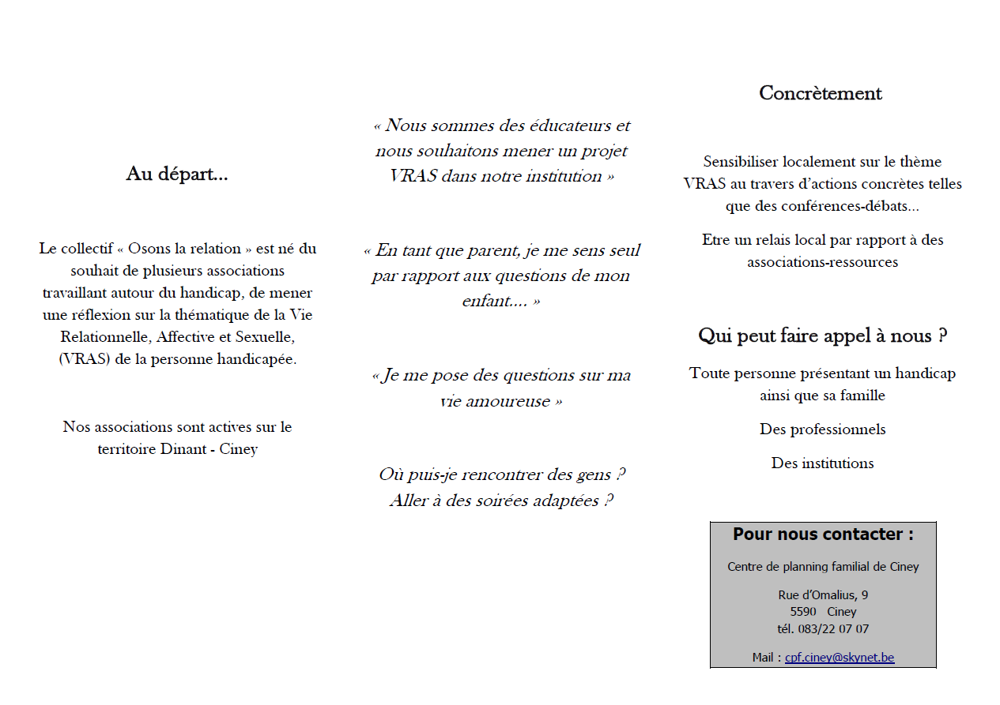 Au départ...
Le collectif « Osons la relation » est né du
souhait de plusieurs associations
travaillant autour du handicap, de mener
une réflexion sur la thématique de la Vie
Relationnelle, Affective et Sexuelle,
(VRAS) de la personne handicapée.
Nos associations sont actives sur le
territoire Dinant - Ciney
« Nous sommes des éducateurs et
nous souhaitons mener un projet
VRAS dans notre institution »
« En tant que parent, je me sens seul
par rapport aux questions de mon
enfant.... »
« Je me pose des questions sur ma
vie amoureuse »
Où puis-je rencontrer des gens ?
Aller à des soirées adaptées ?
Concrètement
Sensibiliser localement sur le thème
VRAS au travers d’actions concrètes telles
que des conférences-débats...
Etre un relais local par rapport à des
associations-ressources
Qui peut faire appel à nous ?
Toute personne présentant un handicap
ainsi que sa famille
Des professionnels
Des institutions
Pour nous contacter :
Centre de planning familial de Ciney
Rue d’Omalius, 9
5590 Ciney
tél. 083/22 07 07
Mail : cpf.ciney@skynet.be